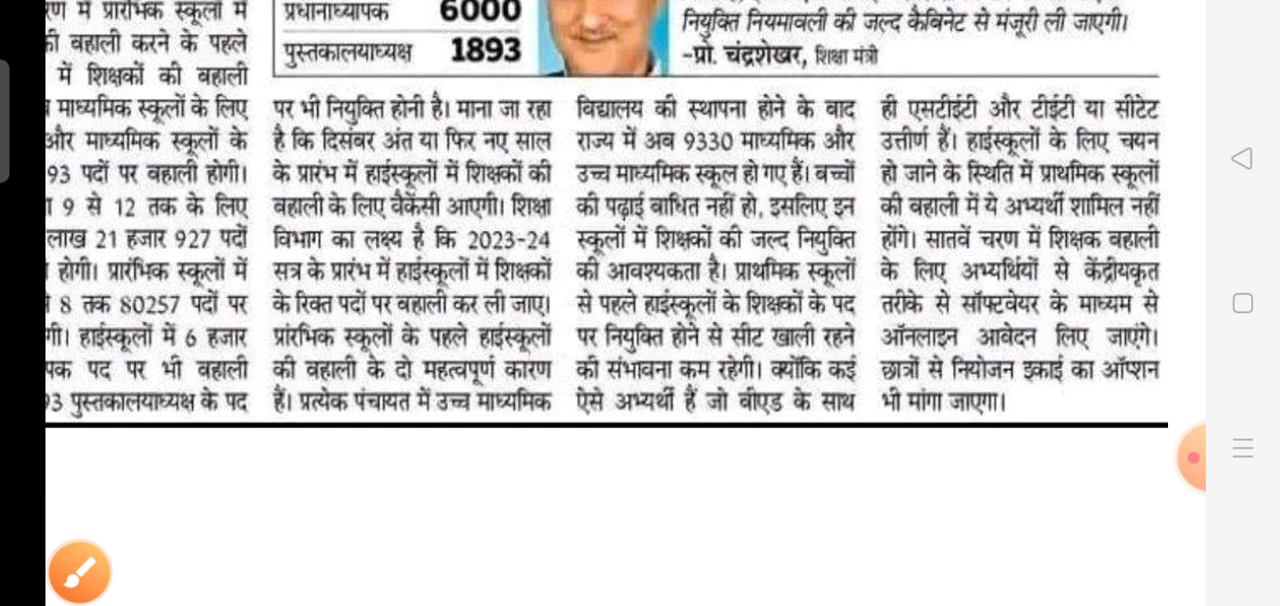 रण में प्रारंभिक स्कूलों में
की बहाली करने के पहले
में शिक्षकों की बहाली
माध्यमिक स्कूलों के लिए
और माध्यमिक स्कूलों के
93 पदों पर बहाली होगी।
9 से 12 तक के लिए
लाख 21 हजार 927 पदों
होगी। प्रारंभिक स्कूलों में
8 तक 80257 पदों पर
गी। हाईस्कूलों में 6 हजार
पक पद पर भी बहाली
93 पुस्तकालयाध्यक्ष के पद
प्रधानाध्यापक 6000
पुस्तकालयाध्यक्ष 1893
नियुक्ति नियमावली की जल्द कैबिनेट से मंजूरी ली जाएगी।
-प्रो. चंद्रशेखर, शिक्षा मंत्री
पर भी नियुक्ति होनी है। माना जा रहा
है कि दिसंबर अंत या फिर नए साल
के प्रारंभ में हाईस्कूलों में शिक्षकों की
बहाली के लिए वैकेंसी आएगी। शिक्षा
विभाग का लक्ष्य है कि 2023-24
सत्र के प्रारंभ में हाईस्कूलों में शिक्षकों
के रिक्त पदों पर बहाली कर ली जाए।
प्रांरभिक स्कूलों के पहले हाईस्कूलों
की बहाली के दो महत्वपूर्ण कारण
हैं। प्रत्येक पंचायत में उच्च माध्यमिक
विद्यालय की स्थापना होने के बाद
राज्य में अब 9330 माध्यमिक और
उच्च माध्यमिक स्कूल हो गए हैं। बच्चों
की पढ़ाई बाधित नहीं हो, इसलिए इन
स्कूलों में शिक्षकों की जल्द नियुक्ति
की आवश्यकता है। प्राथमिक स्कूलों
से पहले हाईस्कूलों के शिक्षकों के पद
पर नियुक्ति होने से सीट खाली रहने
की संभावना कम रहेगी। क्योंकि कई
ऐसे अभ्यर्थी हैं जो बीएड के साथ
ही एसटीईटी और टीईटी या सीटेट
उत्तीर्ण हैं। हाईस्कूलों के लिए चयन
हो जाने के स्थिति में प्राथमिक स्कूलों
की बहाली में ये अभ्यर्थी शामिल नहीं
होंगे। सातवें चरण में शिक्षक बहाली
के लिए अभ्यर्थियों से केंद्रीयकृत
तरीके से सॉफ्टवेयर के माध्यम से
ऑनलाइन आवेदन लिए जाएंगे।
छात्रों से नियोजन इकाई का ऑप्शन
भी मांगा जाएगा।